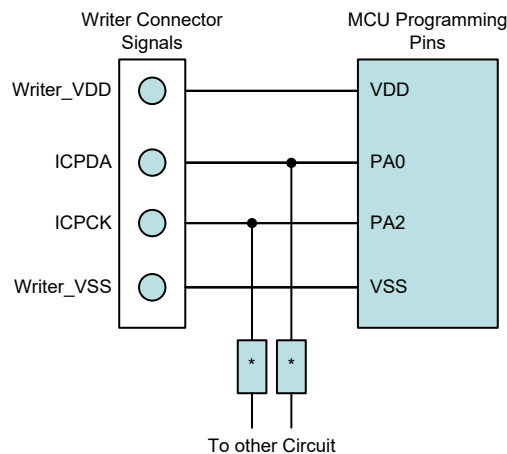 Writer Connector
Signals
MCU Programming
Pins
Writer_VDD
VDD
ICPDA
PA0
ICPCK
PA2
Writer_VSS
VSS
*
*
To other Circuit